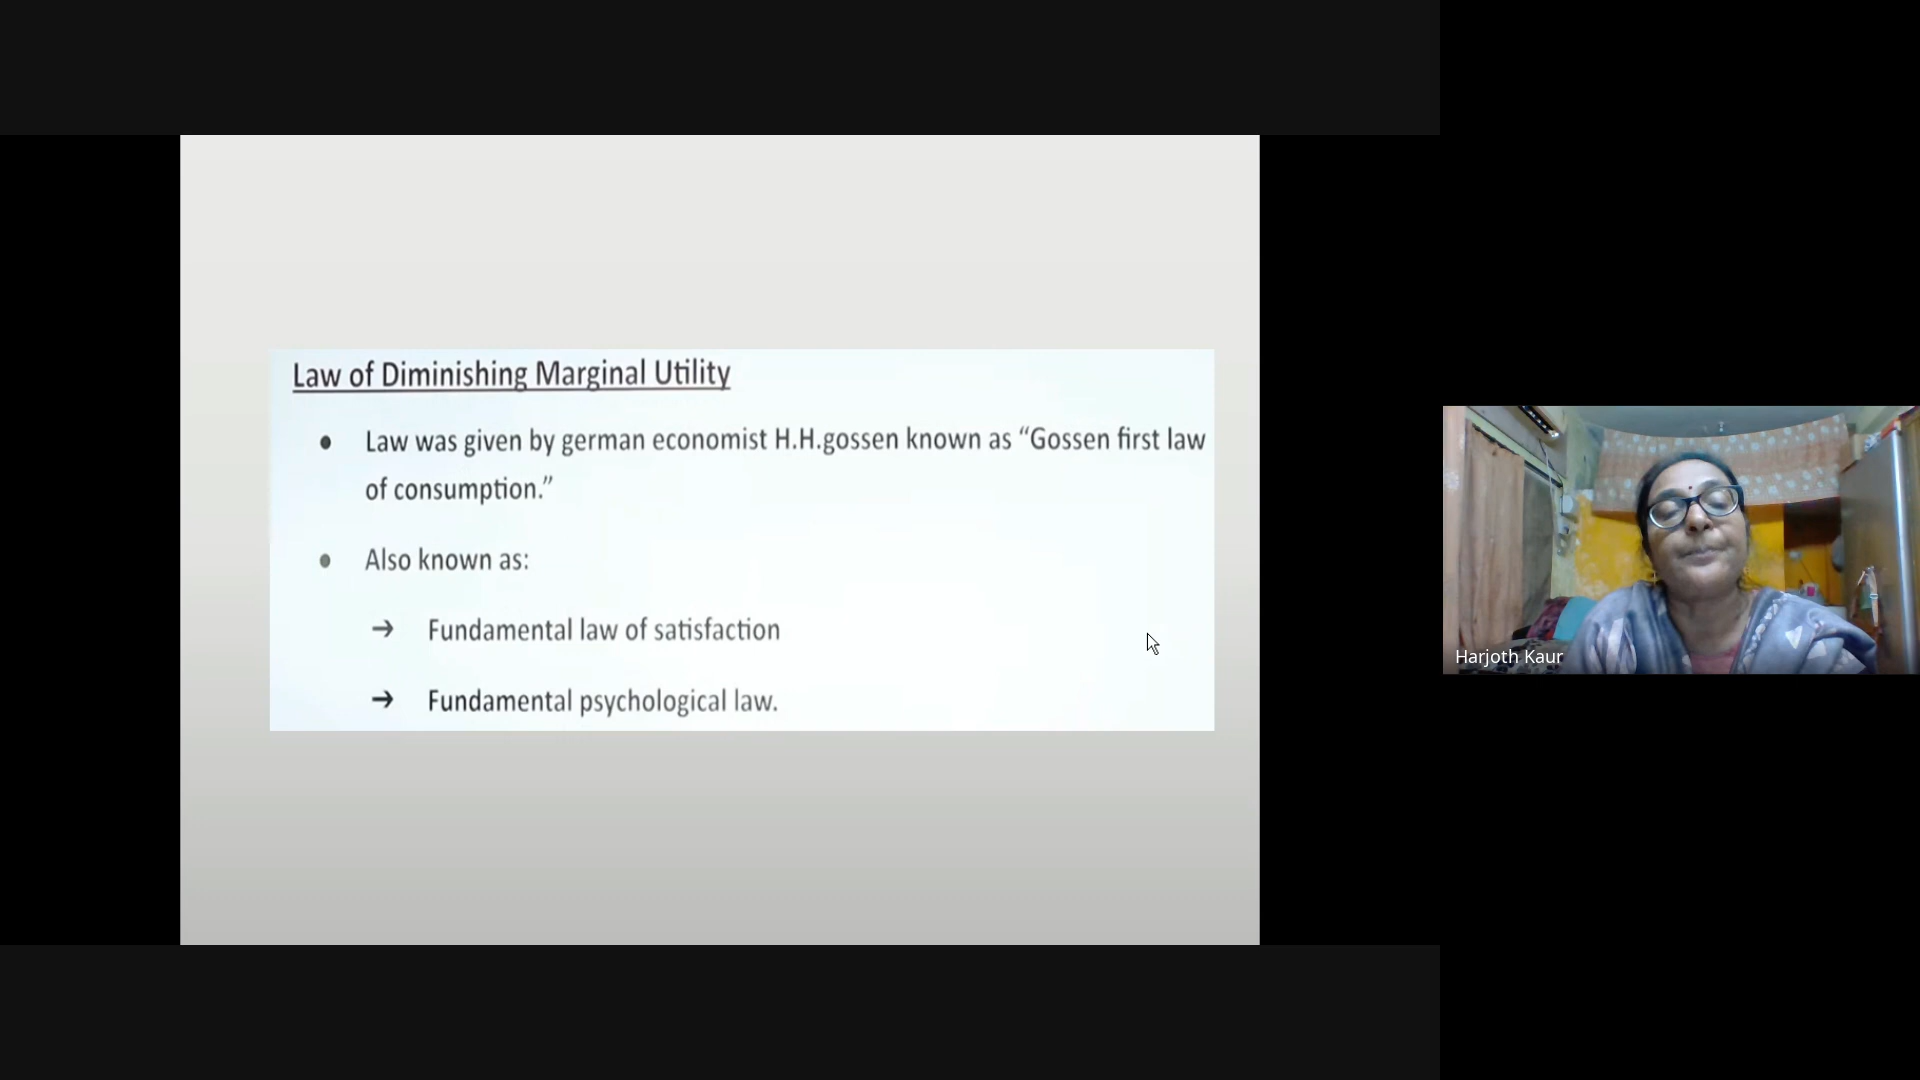 Law of Diminishing Marginal Utility
● Law was given by german economist H.H.gossen known as “Gossen first law
of consumption.”
● Also known as:
→ Fundamental law of satisfaction
→ Fundamental psychological law.
Harjoth Kaur